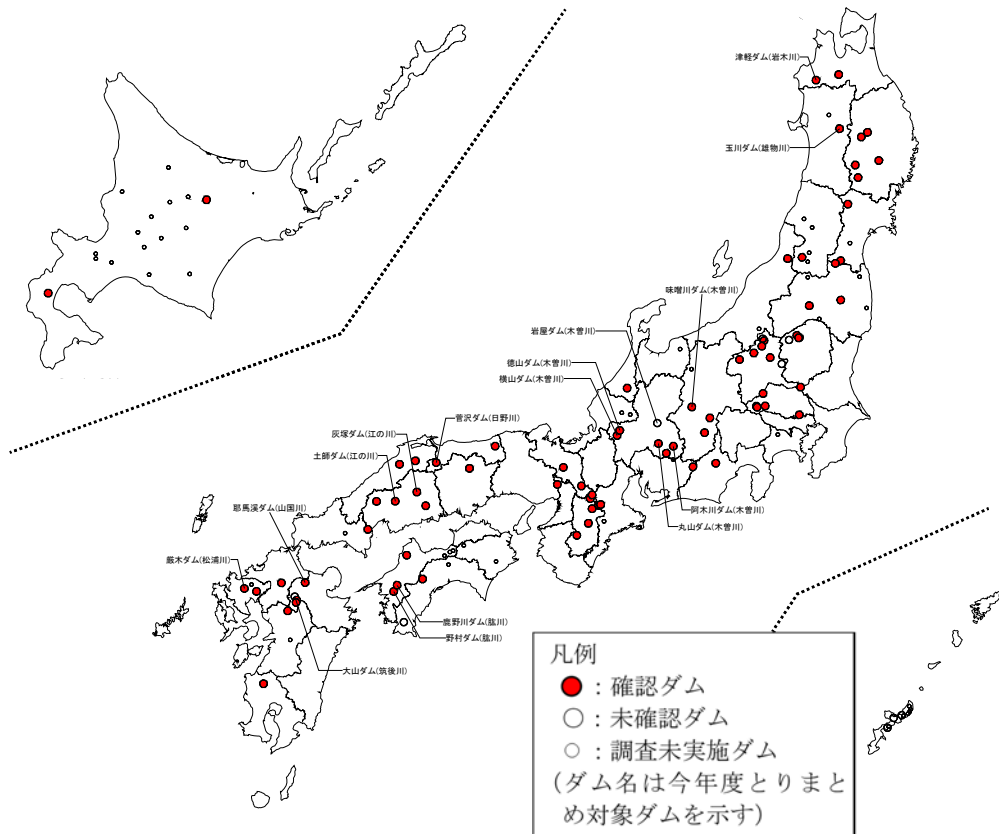 津軽ダム(岩木川)
玉川ダム(雄物川)
味噌川ダム(木曽川)
岩屋ダム(木曽川)
徳山ダム(木曽川)
横山ダム(木曽川)
菅沢ダム(日野川)
灰塚ダム(江の川)
土師ダム(江の川)
耶馬溪ダム(山国川)
阿木川ダム(木曽川)
丸山ダム(木曽川)
厳木ダム(松浦川)
鹿野川ダム(肱川)
野村ダム(肱川)
大山ダム(筑後川)
凡例
：確認ダム
：未確認ダム
：調査未実施ダム
(ダム名は今年度とりまと
め対象ダムを示す)